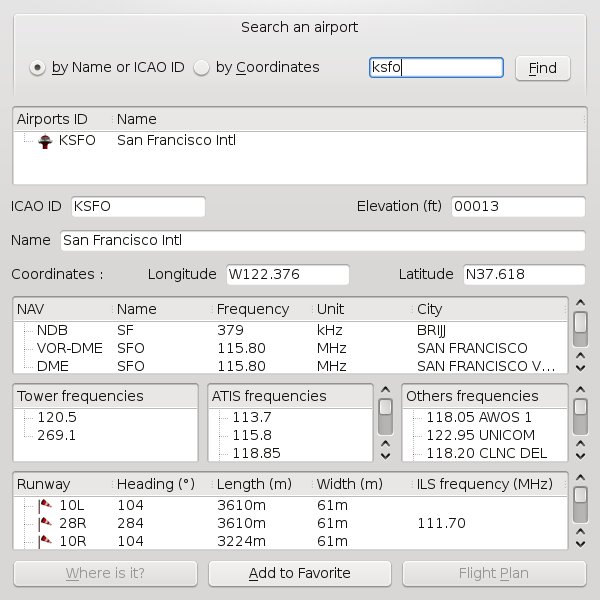 Search an airport
by Name or ICAO ID by Coordinates ksfo Find
Airports ID Name
KSFO San Francisco Intl
ICAO ID KSFO Elevation (ft) 00013
Name San Francisco Intl
Coordinates : Longitude W122.376 Latitude N37.618
NAV Name Frequency Unit City
NDB SF 379 kHz BRIJJ
VOR-DME SFO 115.80 MHz SAN FRANCISCO
DME SFO 115.80 MHz SAN FRANCISCO V...
Tower frequencies ATIS frequencies Others frequencies
120.5 113.7 118.05 AWOS 1
269.1 115.8 122.95 UNICOM
118.85 118.20 CLNC DEL
Runway Heading (°) Length (m) Width (m) ILS frequency (MHz)
10L 104 3610m 61m
28R 284 3610m 61m 111.70
10R 104 3224m 61m
Where is it? Add to Favorite Flight Plan